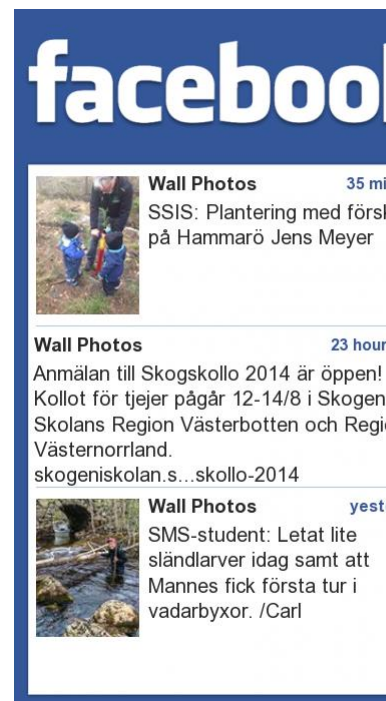 facebook
Wall Photos 35 mi
SSIS: Plantering med försk
på Hammarö Jens Meyer
Wall Photos 23 hour
Anmälan till Skogskollo 2014 är öppen!
Kollot för tjejer pågår 12-14/8 i Skogen
Skolans Region Västerbotten och Regi
Västernorrland.
skogeniskolan.s...skollo-2014
Wall Photos yest
SMS-student: Letat lite
sländlarver idag samt att
Mannes fick första tur i
vadarbyxor. /Carl